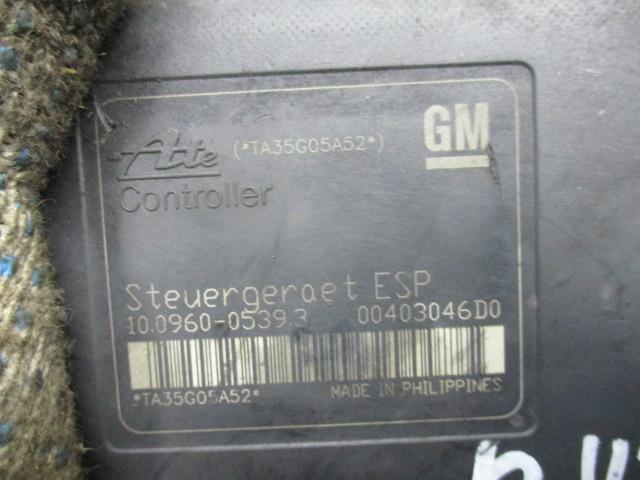 Ate (*TA35G05A52*) GM
Controller
Steuergeraet ESP
10.0960-0539.3 00403046D0
*TA35G05A52* MADE IN PHILIPPINES